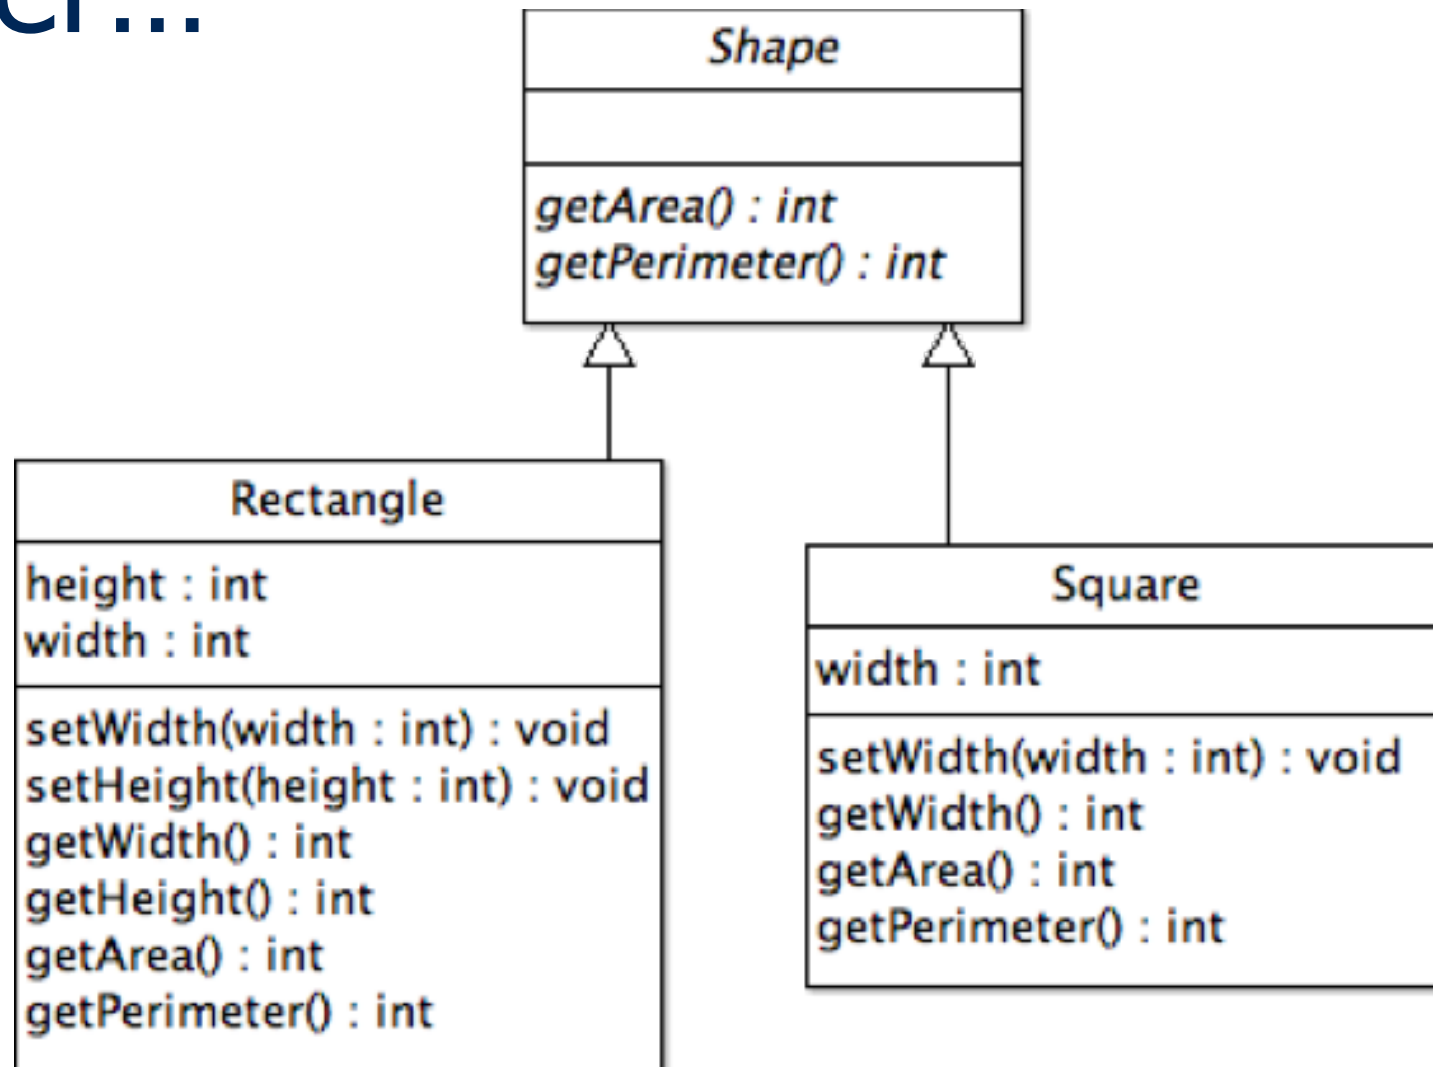 Shape
getArea() : int
getPerimeter() : int
Rectangle
height : int
width : int
setWidth(width : int) : void
setHeight(height : int) : void
getWidth() : int
getHeight() : int
getArea() : int
getPerimeter() : int
Square
width : int
setWidth(width : int) : void
getWidth() : int
getArea() : int
getPerimeter() : int